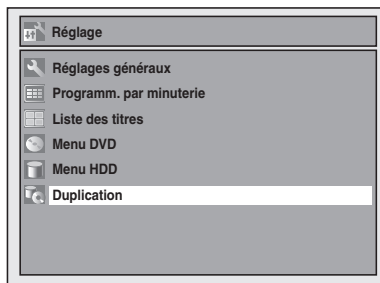 Réglage
Réglages généraux
Programm. par minuterie
Liste des titres
Menu DVD
Menu HDD
Duplication